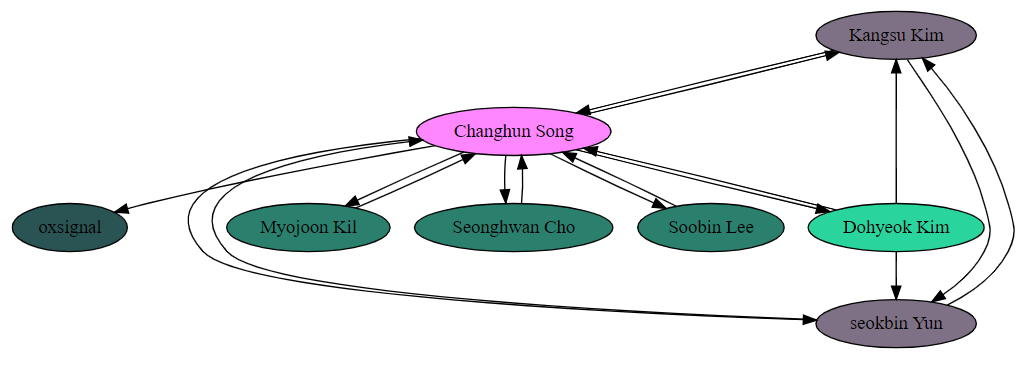 Kangsu Kim
Changhun Song
oxsignal
Myojoon Kil
Seonghwan Cho
Soobin Lee
Dohyeok Kim
seokbin Yun